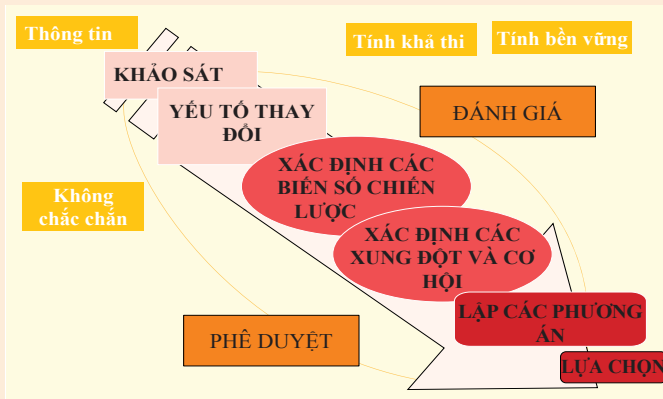 Thông tin
Tính khả thi
Tính bền vững
KHẢO SÁT
YẾU TỐ THAY
ĐỔI
ĐÁNH GIÁ
XÁC ĐỊNH CÁC
BIẾN SỐ CHIẾN
LƯỢC
Không
chắc chắn
XÁC ĐỊNH CÁC
XUNG ĐỘT VÀ CƠ
HỘI
LẬP CÁC PHƯƠNG
ÁN
PHÊ DUYỆT
LỰA CHỌN